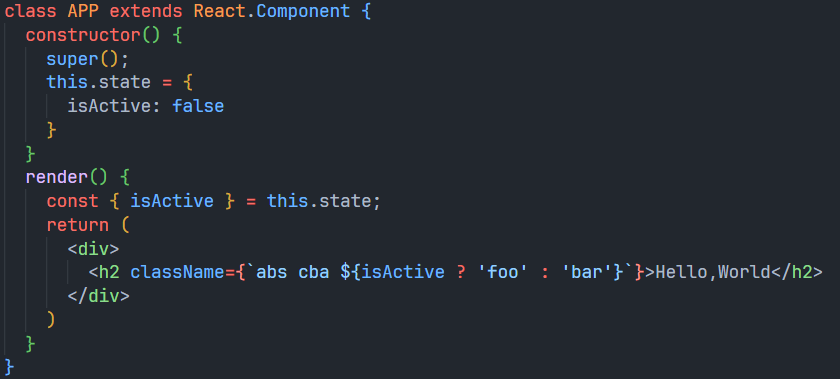 class APP extends React.Component {
  constructor() {
    super();
    this.state = {
      isActive: false
    }
  }
  render() {
    const { isActive } = this.state;
    return (
      <div>
        <h2 className={`abs cba ${isActive ? 'foo' : 'bar'}`}>Hello,World</h2>
      </div>
    )
  }
}